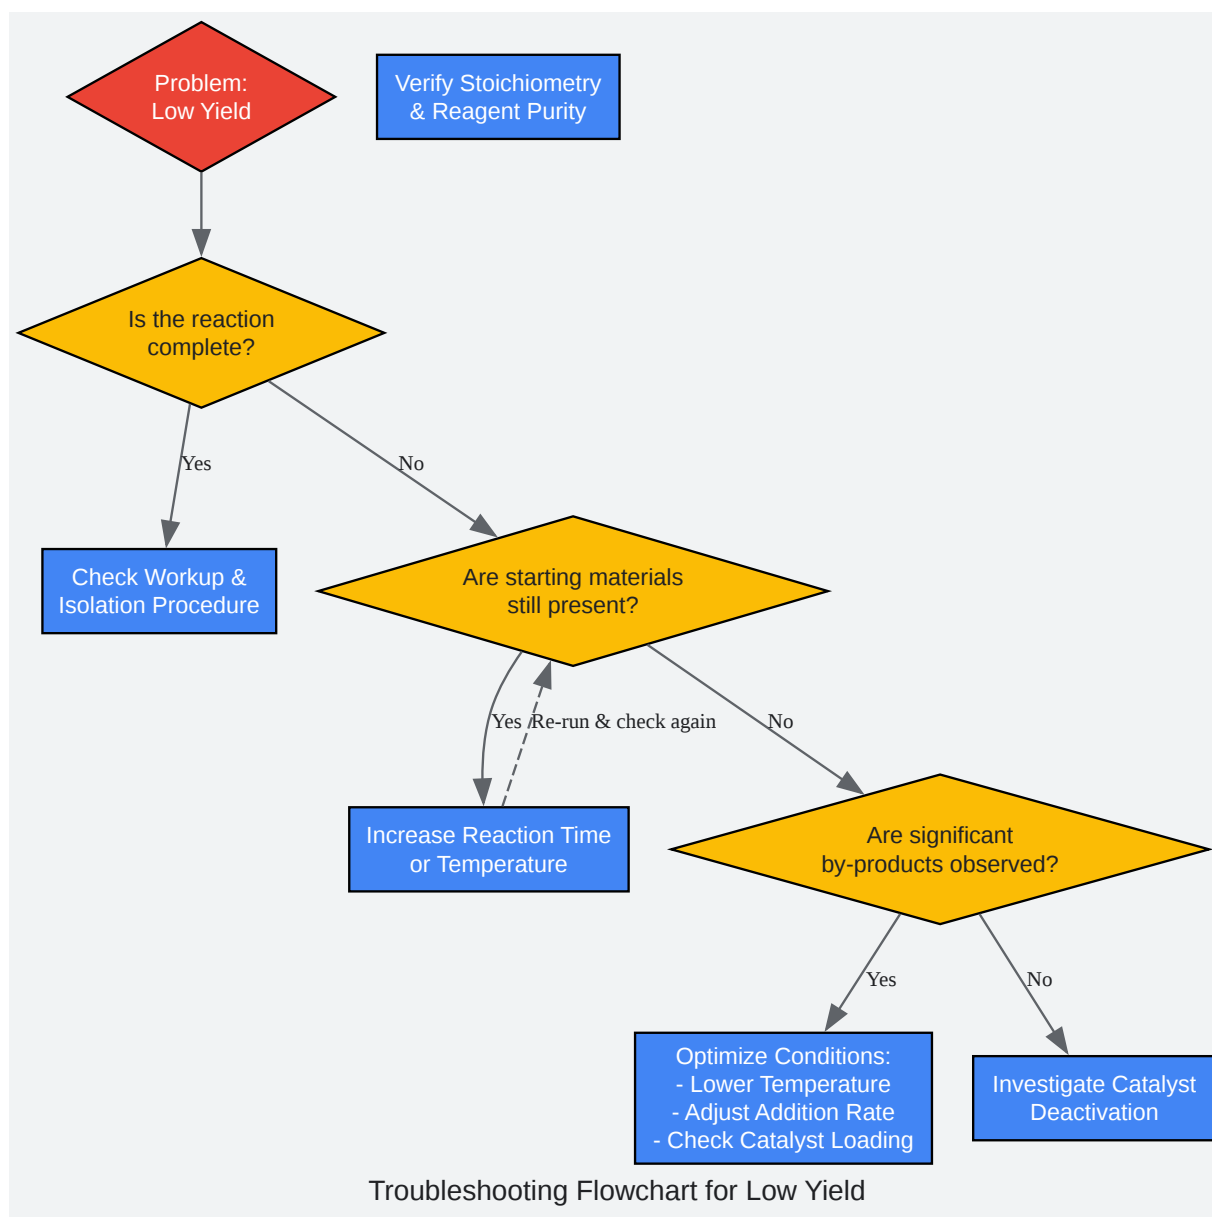 Problem:
Low Yield
Verify Stoichiometry
& Reagent Purity
Is the reaction
complete?
Yes
No
Check Workup &
Isolation Procedure
Are starting materials
still present?
Yes
Re-run & check again
No
Increase Reaction Time
or Temperature
Are significant
by-products observed?
Yes
No
Optimize Conditions:
- Lower Temperature
- Adjust Addition Rate
- Check Catalyst Loading
Investigate Catalyst
Deactivation
Troubleshooting Flowchart for Low Yield